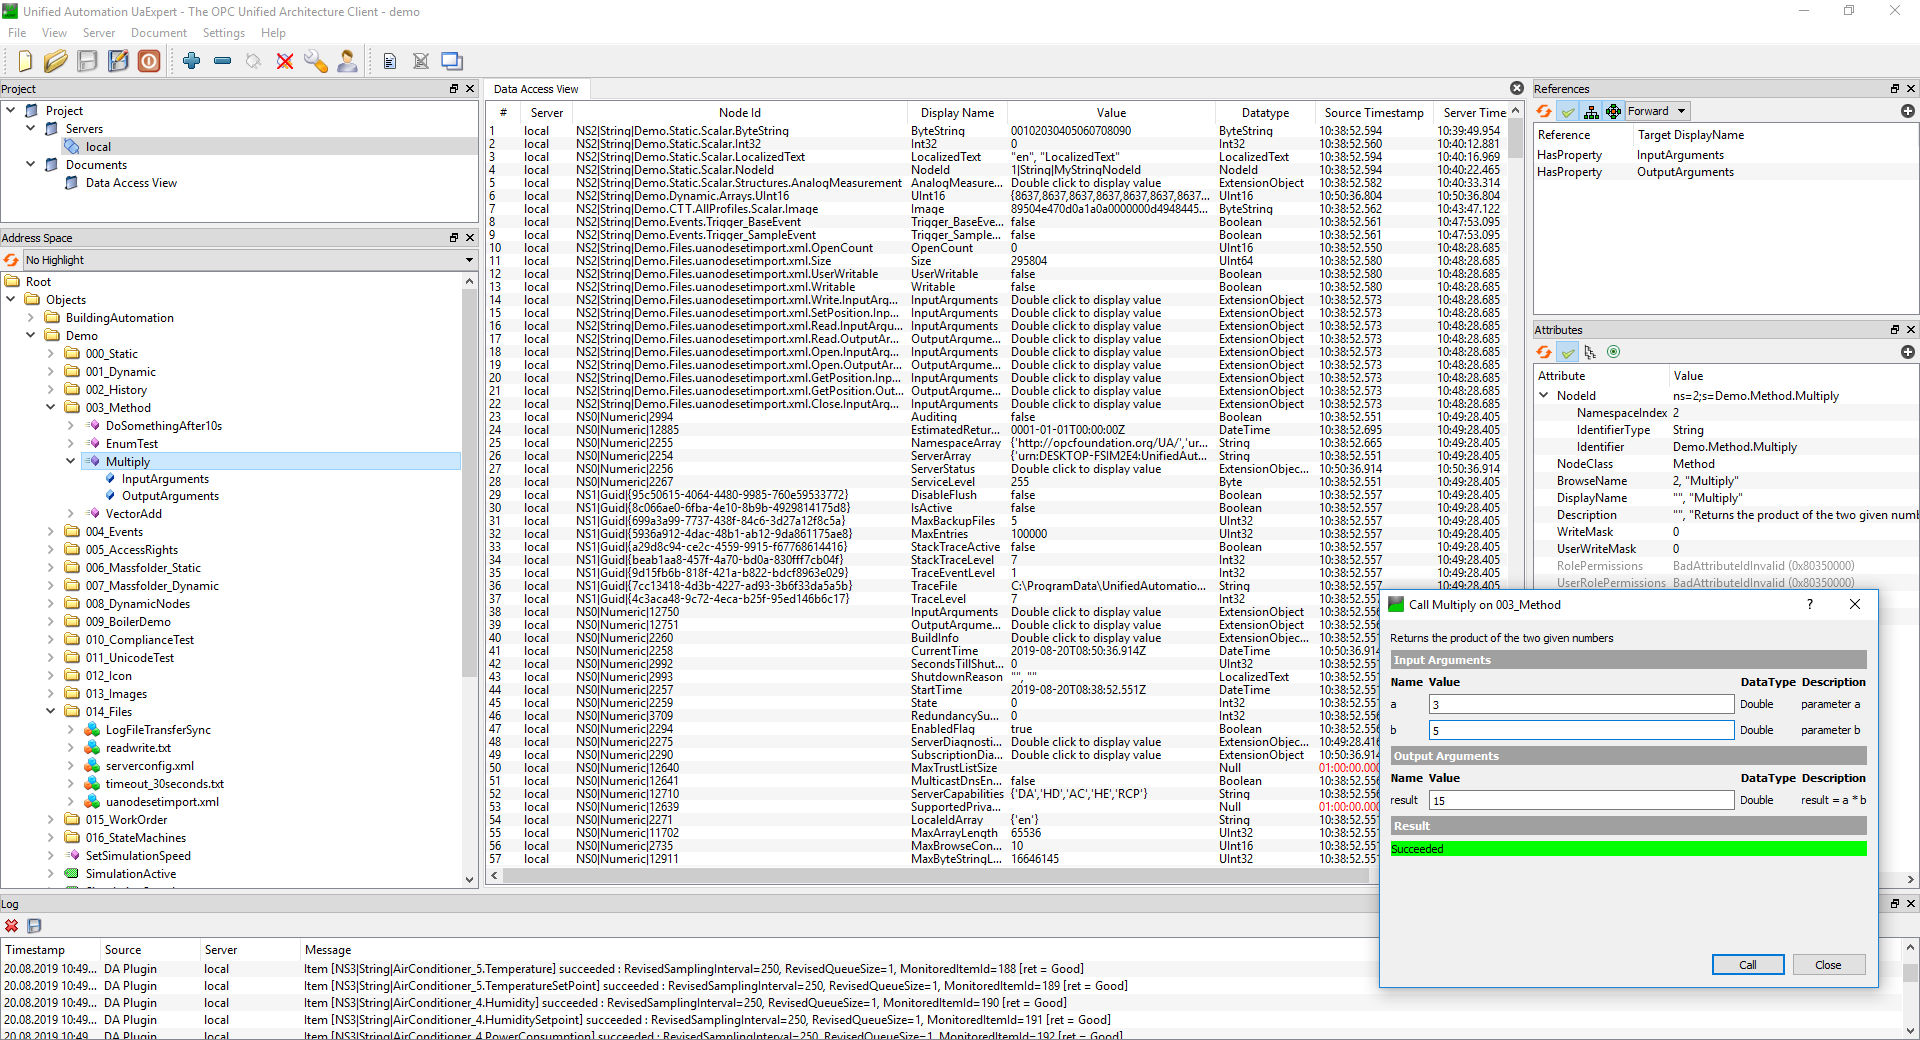 Unified Automation UaExpert - The OPC Unified Architecture Client - demo
File View Server Document Settings Help
Project
Project
Servers
local
Documents
Data Access View
Address Space
No Highlight
Root
Objects
BuildingAutomation
Demo
000_Static
001_Dynamic
002_History
003_Method
DoSomethingAfter10s
EnumTest
Multiply
InputArguments
OutputArguments
VectorAdd
004_Events
005_AccessRights
006_Massfolder_Static
007_Massfolder_Dynamic
008_DynamicNodes
009_BoilerDemo
010_ComplianceTest
011_UnicodeTest
012_Icon
013_Images
014_Files
LogFileTransferSync
readwrite.txt
serverconfig.xml
timeout_30seconds.txt
uanodesetimport.xml
015_WorkOrder
016_StateMachines
SetSimulationSpeed
SimulationActive
Data Access View
# Server Node Id Display Name Value Datatype Source Timestamp Server Time
1 local NS2|String|Demo.Static.Scalar.ByteString ByteString 00102030405060708090 ByteString 10:38:52.594 10:39:49.954
2 local NS2|String|Demo.Static.Scalar.Int32 Int32 0 Int32 10:38:52.560 10:40:12.881
3 local NS2|String|Demo.Static.Scalar.LocalizedText LocalizedText "en", "LocalizedText" LocalizedText 10:38:52.594 10:40:16.969
4 local NS2|String|Demo.Static.Scalar.NodeId NodeId 1|String|MyStringNodeId NodeId 10:38:52.594 10:40:22.465
5 local NS2|String|Demo.Static.Scalar.Structures.AnalogMeasurement AnalogMeasure... Double click to display value ExtensionObject 10:38:52.582 10:40:33.314
6 local NS2|String|Demo.Dynamic.Arrays.UInt16 UInt16 {8637,8637,8637,8637,8637,8637,8637... UInt16 10:50:36.804 10:50:36.804
7 local NS2|String|Demo.CTT.AllProfiles.Scalar.Image Image 89504e470d0a1a0a0000000d4948445... ByteString 10:38:52.562 10:43:47.122
8 local NS2|String|Demo.Events.Trigger_BaseEvent Trigger_BaseEve... false Boolean 10:38:52.561 10:47:53.095
9 local NS2|String|Demo.Events.Trigger_SampleEvent Trigger_Sample... false Boolean 10:38:52.561 10:47:53.095
10 local NS2|String|Demo.Files.uanodesetimport.xml.OpenCount OpenCount 0 UInt16 10:38:52.550 10:48:28.685
11 local NS2|String|Demo.Files.uanodesetimport.xml.Size Size 295804 UInt64 10:38:52.580 10:48:28.685
12 local NS2|String|Demo.Files.uanodesetimport.xml.UserWritable UserWritable false Boolean 10:38:52.580 10:48:28.685
13 local NS2|String|Demo.Files.uanodesetimport.xml.Writable Writable false Boolean 10:38:52.580 10:48:28.685
14 local NS2|String|Demo.Files.uanodesetimport.xml.Write.InputArg... InputArguments Double click to display value ExtensionObject 10:38:52.573 10:48:28.685
15 local NS2|String|Demo.Files.uanodesetimport.xml.SetPosition.Inp... InputArguments Double click to display value ExtensionObject 10:38:52.573 10:48:28.685
16 local NS2|String|Demo.Files.uanodesetimport.xml.Read.InputArgu... InputArguments Double click to display value ExtensionObject 10:38:52.573 10:48:28.685
17 local NS2|String|Demo.Files.uanodesetimport.xml.Read.OutputAr... OutputArgume... Double click to display value ExtensionObject 10:38:52.573 10:48:28.685
18 local NS2|String|Demo.Files.uanodesetimport.xml.Open.InputArg... InputArguments Double click to display value ExtensionObject 10:38:52.573 10:48:28.685
19 local NS2|String|Demo.Files.uanodesetimport.xml.Open.OutputAr... OutputArgume... Double click to display value ExtensionObject 10:38:52.573 10:48:28.685
20 local NS2|String|Demo.Files.uanodesetimport.xml.GetPosition.Inp... InputArguments Double click to display value ExtensionObject 10:38:52.573 10:48:28.685
21 local NS2|String|Demo.Files.uanodesetimport.xml.GetPosition.Out... OutputArgume... Double click to display value ExtensionObject 10:38:52.573 10:48:28.685
22 local NS2|String|Demo.Files.uanodesetimport.xml.Close.InputArg... InputArguments Double click to display value ExtensionObject 10:38:52.573 10:48:28.685
23 local NS0|Numeric|2994 Auditing false Boolean 10:38:52.551 10:49:28.405
24 local NS0|Numeric|12885 EstimatedRetur... 0001-01-01T00:00:00Z DateTime 10:38:52.695 10:49:28.405
25 local NS0|Numeric|2255 NamespaceArray {'http://opcfoundation.org/UA/','ur... String 10:38:52.665 10:49:28.405
26 local NS0|Numeric|2254 ServerArray {'urn:DESKTOP-FSIM2E4:UnifiedAut... String 10:38:52.551 10:49:28.405
27 local NS0|Numeric|2256 ServerStatus Double click to display value ExtensionObjec... 10:50:36.914 10:50:36.914
28 local NS0|Numeric|2267 ServiceLevel 255 Byte 10:38:52.551 10:49:28.405
29 local NS1|Guid|{95c50615-4064-4480-9985-760e59533772} DisableFlush false Boolean 10:38:52.557 10:49:28.405
30 local NS1|Guid|{8c066ae0-6fba-4e10-8b9b-4929814175d8} IsActive false Boolean 10:38:52.557 10:49:28.405
31 local NS1|Guid|{699a3a99-7737-438f-84c6-3d27a12f8c5a} MaxBackupFiles 5 UInt32 10:38:52.557 10:49:28.405
32 local NS1|Guid|{5936a912-4dac-48b1-ab12-9da861175ae8} MaxEntries 100000 UInt32 10:38:52.557 10:49:28.405
33 local NS1|Guid|{a29d8c94-ce2c-4559-9915-f67768614416} StackTraceActive false Boolean 10:38:52.557 10:49:28.405
34 local NS1|Guid|{beab1aa8-457f-4a70-bd0a-830fff7cb04f} StackTraceLevel 7 Int32 10:38:52.557 10:49:28.405
35 local NS1|Guid|{9d15fb6b-818f-421a-b822-bdcf8963e029} TraceEventLevel 1 Int32 10:38:52.557 10:49:28.405
36 local NS1|Guid|{7cc13418-4d3b-4227-ad93-3b6f33da5a5b} TraceFile C:\ProgramData\UnifiedAutomatio... String 10:38:52.557 10:49:28.405
37 local NS1|Guid|{4c3aca48-9c72-4eca-b25f-95ed146b6c17} TraceLevel 7 Int32 10:38:52.557 10:49:28.405
38 local NS0|Numeric|12750 InputArguments Double click to display value ExtensionObject 10:38:52.556
39 local NS0|Numeric|12751 OutputArgume... Double click to display value ExtensionObject 10:38:52.556
40 local NS0|Numeric|2260 BuildInfo Double click to display value ExtensionObjec... 10:38:52.551
41 local NS0|Numeric|2258 CurrentTime 2019-08-20T08:50:36.914Z DateTime 10:50:36.914
42 local NS0|Numeric|2992 SecondsTillShut... 0 UInt32 10:38:52.551
43 local NS0|Numeric|2993 ShutdownReason "", "" LocalizedText 10:38:52.551
44 local NS0|Numeric|2257 StartTime 2019-08-20T08:38:52.551Z DateTime 10:38:52.551
45 local NS0|Numeric|2259 State 0 Int32 10:38:52.551
46 local NS0|Numeric|3709 RedundancySu... 0 Int32 10:38:52.556
47 local NS0|Numeric|2294 EnabledFlag true Boolean 10:38:52.556
48 local NS0|Numeric|2275 ServerDiagnosti... Double click to display value ExtensionObjec... 10:49:28.416
49 local NS0|Numeric|2290 SubscriptionDia... Double click to display value ExtensionObject 10:50:36.914
50 local NS0|Numeric|12640 MaxTrustListSize Null 01:00:00.000
51 local NS0|Numeric|12641 MulticastDnsEn... false Boolean 10:38:52.556
52 local NS0|Numeric|12710 ServerCapabilities {'DA','HD','AC','HE','RCP'} String 10:38:52.556
53 local NS0|Numeric|12639 SupportedPriva... Null 01:00:00.000
54 local NS0|Numeric|2271 LocaleIdArray {'en'} String 10:38:52.551
55 local NS0|Numeric|11702 MaxArrayLength 65536 UInt32 10:38:52.551
56 local NS0|Numeric|2735 MaxBrowseCon... 10 UInt16 10:38:52.551
57 local NS0|Numeric|12911 MaxByteStringL... 16646145 UInt32 10:38:52.551
References
Forward
Reference Target DisplayName
HasProperty InputArguments
HasProperty OutputArguments
Attributes
Attribute Value
NodeId ns=2;s=Demo.Method.Multiply
NamespaceIndex 2
IdentifierType String
Identifier Demo.Method.Multiply
NodeClass Method
BrowseName 2, "Multiply"
DisplayName "", "Multiply"
Description "", "Returns the product of the two given numb
WriteMask 0
UserWriteMask 0
RolePermissions BadAttributeIdInvalid (0x80350000)
UserRolePermissions BadAttributeIdInvalid (0x80350000)
Call Multiply on 003_Method
Returns the product of the two given numbers
Input Arguments
Name Value DataType Description
a 3 Double parameter a
b 5 Double parameter b
Output Arguments
Name Value DataType Description
result 15 Double result = a * b
Result
Succeeded
Call Close
Log
Timestamp Source Server Message
20.08.2019 10:49... DA Plugin local Item [NS3|String|AirConditioner_5.Temperature] succeeded : RevisedSamplingInterval=250, RevisedQueueSize=1, MonitoredItemId=188 [ret = Good]
20.08.2019 10:49... DA Plugin local Item [NS3|String|AirConditioner_5.TemperatureSetPoint] succeeded : RevisedSamplingInterval=250, RevisedQueueSize=1, MonitoredItemId=189 [ret = Good]
20.08.2019 10:49... DA Plugin local Item [NS3|String|AirConditioner_4.Humidity] succeeded : RevisedSamplingInterval=250, RevisedQueueSize=1, MonitoredItemId=190 [ret = Good]
20.08.2019 10:49... DA Plugin local Item [NS3|String|AirConditioner_4.HumiditySetpoint] succeeded : RevisedSamplingInterval=250, RevisedQueueSize=1, MonitoredItemId=191 [ret = Good]
20.08.2019 10:49... DA Plugin local Item [NS3|String|AirConditioner_4.PowerConsumption] succeeded : RevisedSamplingInterval=250, RevisedQueueSize=1, MonitoredItemId=192 [ret = Good]